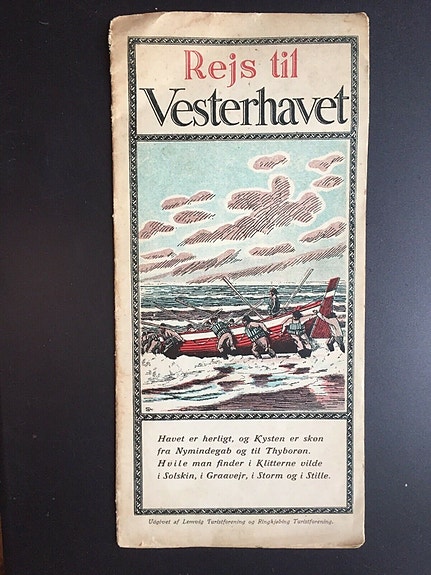 Rejs til
Vesterhavet
Havet er herligt, og Kysten er skøn
fra Nymindegab og til Thyborøn.
Hvile man finder i Klitterne vilde
i Solskin, i Graavejr, i Storm og i Stille.
Udgivet af Lemvig Turistforening og Ringkjøbing Turistforening.